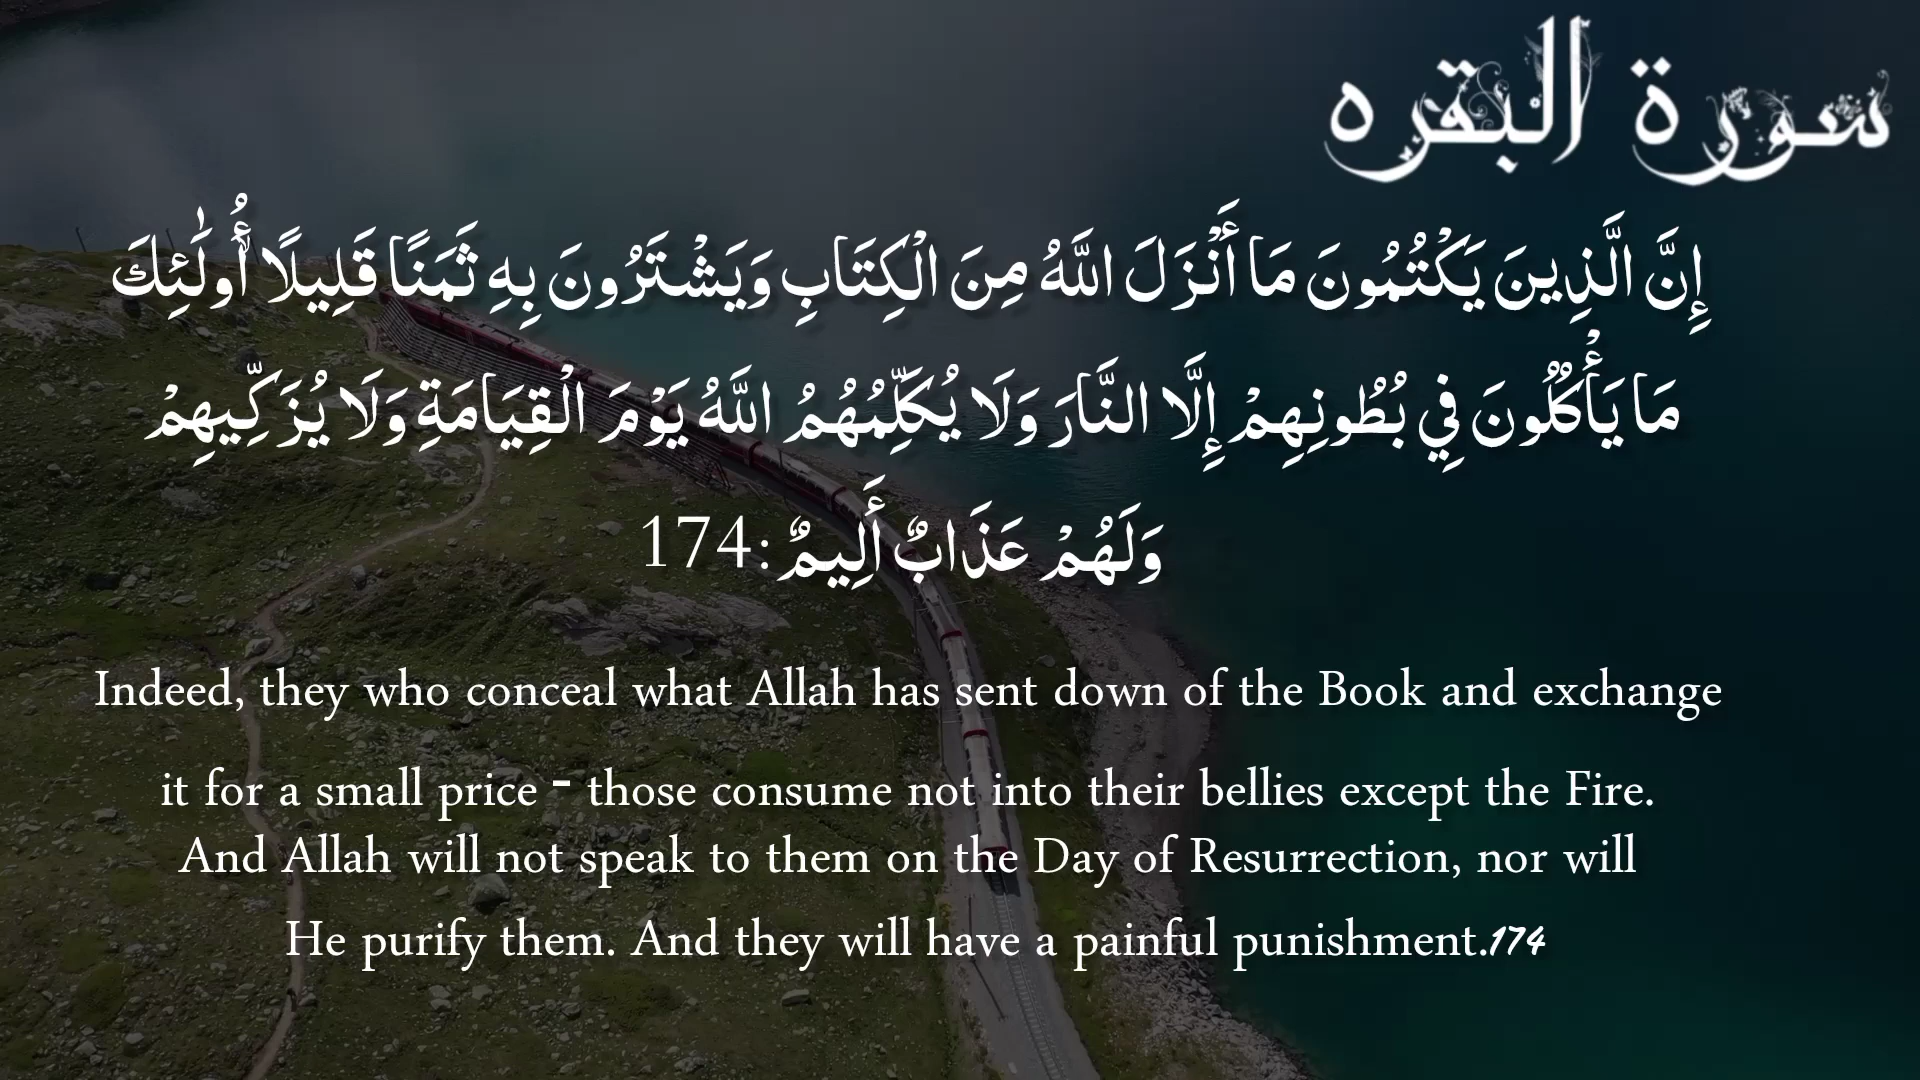 سورة البقره
إِنَّ الَّذِينَ يَكْتُمُونَ مَا أَنْزَلَ اللَّهُ مِنَ الْكِتَابِ وَيَشْتَرُونَ بِهِ ثَمَنًا قَلِيلًا أُولَٰئِكَ
مَا يَأْكُلُونَ فِي بُطُونِهِمْ إِلَّا النَّارَ وَلَا يُكَلِّمُهُمُ اللَّهُ يَوْمَ الْقِيَامَةِ وَلَا يُزَكِّيهِمْ
وَلَهُمْ عَذَابٌ أَلِيمٌ :174
Indeed, they who conceal what Allah has sent down of the Book and exchange
it for a small price - those consume not into their bellies except the Fire.
And Allah will not speak to them on the Day of Resurrection, nor will
He purify them. And they will have a painful punishment.174